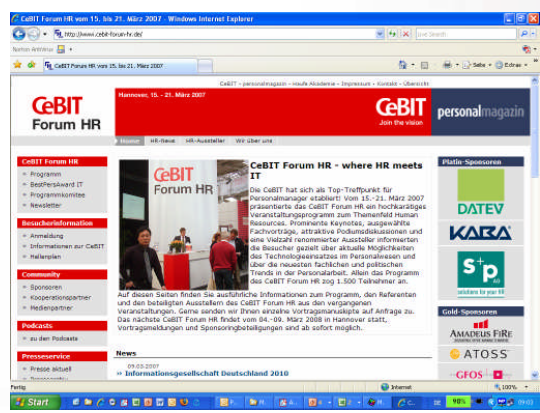 CeBIT Forum HR vom 15. bis 21. März 2007 - Windows Internet Explorer
http://www.cebit-forum-hr.de/
Live Search
Norton AntiVirus
CeBIT Forum HR vom 15. bis 21. März 2007
Seite
Extras
CeBIT - personalmagazin - Haufe Akademie - Impressum - Kontakt - Übersicht
CeBIT
Forum HR
Hannover, 15. - 21. März 2007
CeBIT
Join the vision
personalmagazin
Home HR-News HR-Aussteller Wir über uns
CeBIT Forum HR
Programm
BestPersAward IT
Programmkomitee
Newsletter
Besucherinformation
Anmeldung
Informationen zur CeBIT
Hallenplan
Community
Sponsoren
Kooperationspartner
Medienpartner
Podcasts
zu den Podcasts
Presseservice
Presse aktuell
CeBIT
Forum HR
CeBIT Forum HR - where HR meets
IT
Die CeBIT hat sich als Top-Treffpunkt für
Personalmanager etabliert! Vom 15.-21. März 2007
präsentierte das CeBIT Forum HR ein hochkarätiges
Veranstaltungsprogramm zum Themenfeld Human
Resources. Prominente Keynotes, ausgewählte
Fachvorträge, attraktive Podiumsdiskussionen und
eine Vielzahl renommierter Aussteller informierten
die Besucher gezielt über aktuelle Möglichkeiten
des Technologieeinsatzes im Personalwesen und
über die neuesten fachlichen und politischen
Trends in der Personalarbeit. Allein das Programm
des CeBIT Forum HR zog 1.500 Teilnehmer an.
Auf diesen Seiten finden Sie ausführliche Informationen zum Programm, den Referenten
und den beteiligten Ausstellern des CeBIT Forum HR aus den vergangenen
Veranstaltungen. Gerne senden wir Ihnen einzelne Vortragsmanuskripte auf Anfrage zu.
Das nächste CeBIT Forum HR findet vom 04.-09. März 2008 in Hannover statt,
Vortragsmeldungen und Sponsoringbeteiligungen sind ab sofort möglich.
News
09.03.2007
Informationsgesellschaft Deutschland 2010
Platin-Sponsoren
DATEV
KABA
s+p
solutions for your HR
Gold-Sponsoren
AMADEUS FIRE
ATOSS
GFOS
Fertig
Internet
100%
Start
90%
09:03